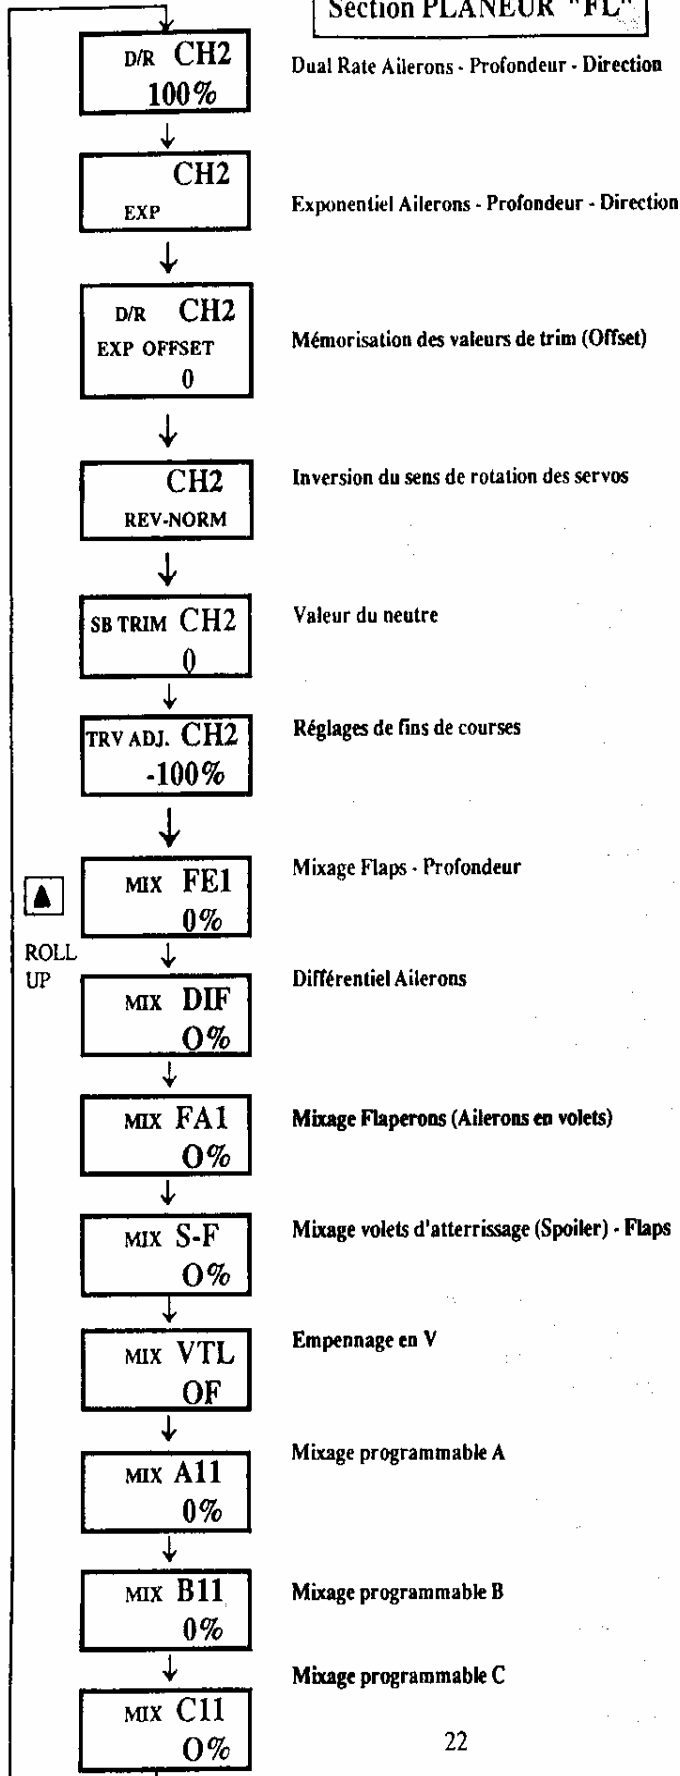 Section PLANEUR "FL"
D/R CH2
100%
Dual Rate Ailerons - Profondeur - Direction
CH2
EXP
Exponentiel Ailerons - Profondeur - Direction
D/R CH2
EXP OFFSET
0
Mémorisation des valeurs de trim (Offset)
CH2
REV-NORM
Inversion du sens de rotation des servos
SB TRIM CH2
0
Valeur du neutre
TRV ADJ. CH2
-100%
Réglages de fins de courses
MIX FE1
0%
Mixage Flaps - Profondeur
ROLL
UP
MIX DIF
O%
Différentiel Ailerons
MIX FA1
O%
Mixage Flaperons (Ailerons en volets)
MIX S-F
O%
Mixage volets d'atterrissage (Spoiler) - Flaps
MIX VTL
OF
Empennage en V
MIX A11
0%
Mixage programmable A
MIX B11
0%
Mixage programmable B
MIX C11
O%
Mixage programmable C
22